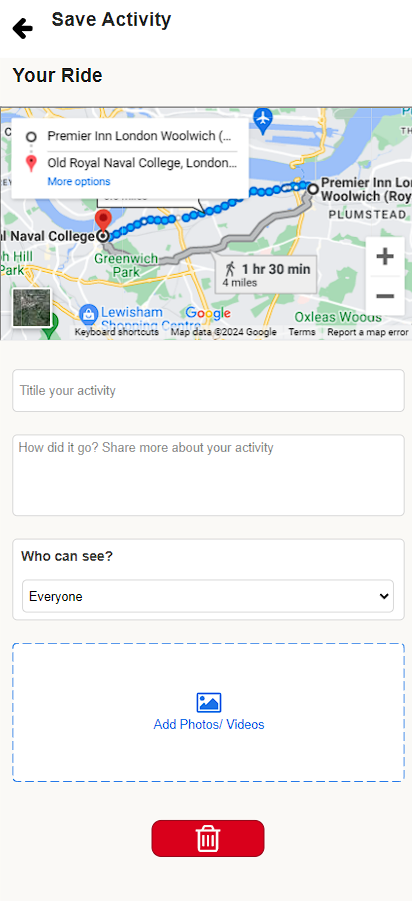 Save Activity
Your Ride
Premier Inn London Woolwich (...
Old Royal Naval College, London...
More options
Premier Inn Lo
Woolwich (Roy
PLUMSTEAD
l Naval College
h Hill
Park
Greenwich
Park
1 hr 30 min
4 miles
Lewisham
Shopping Centre
Google
Oxleas Woods
Keyboard shortcuts
Map data ©2024 Google
Terms
Report a map error
Titile your activity
How did it go? Share more about your activity
Who can see?
Everyone
Add Photos/ Videos